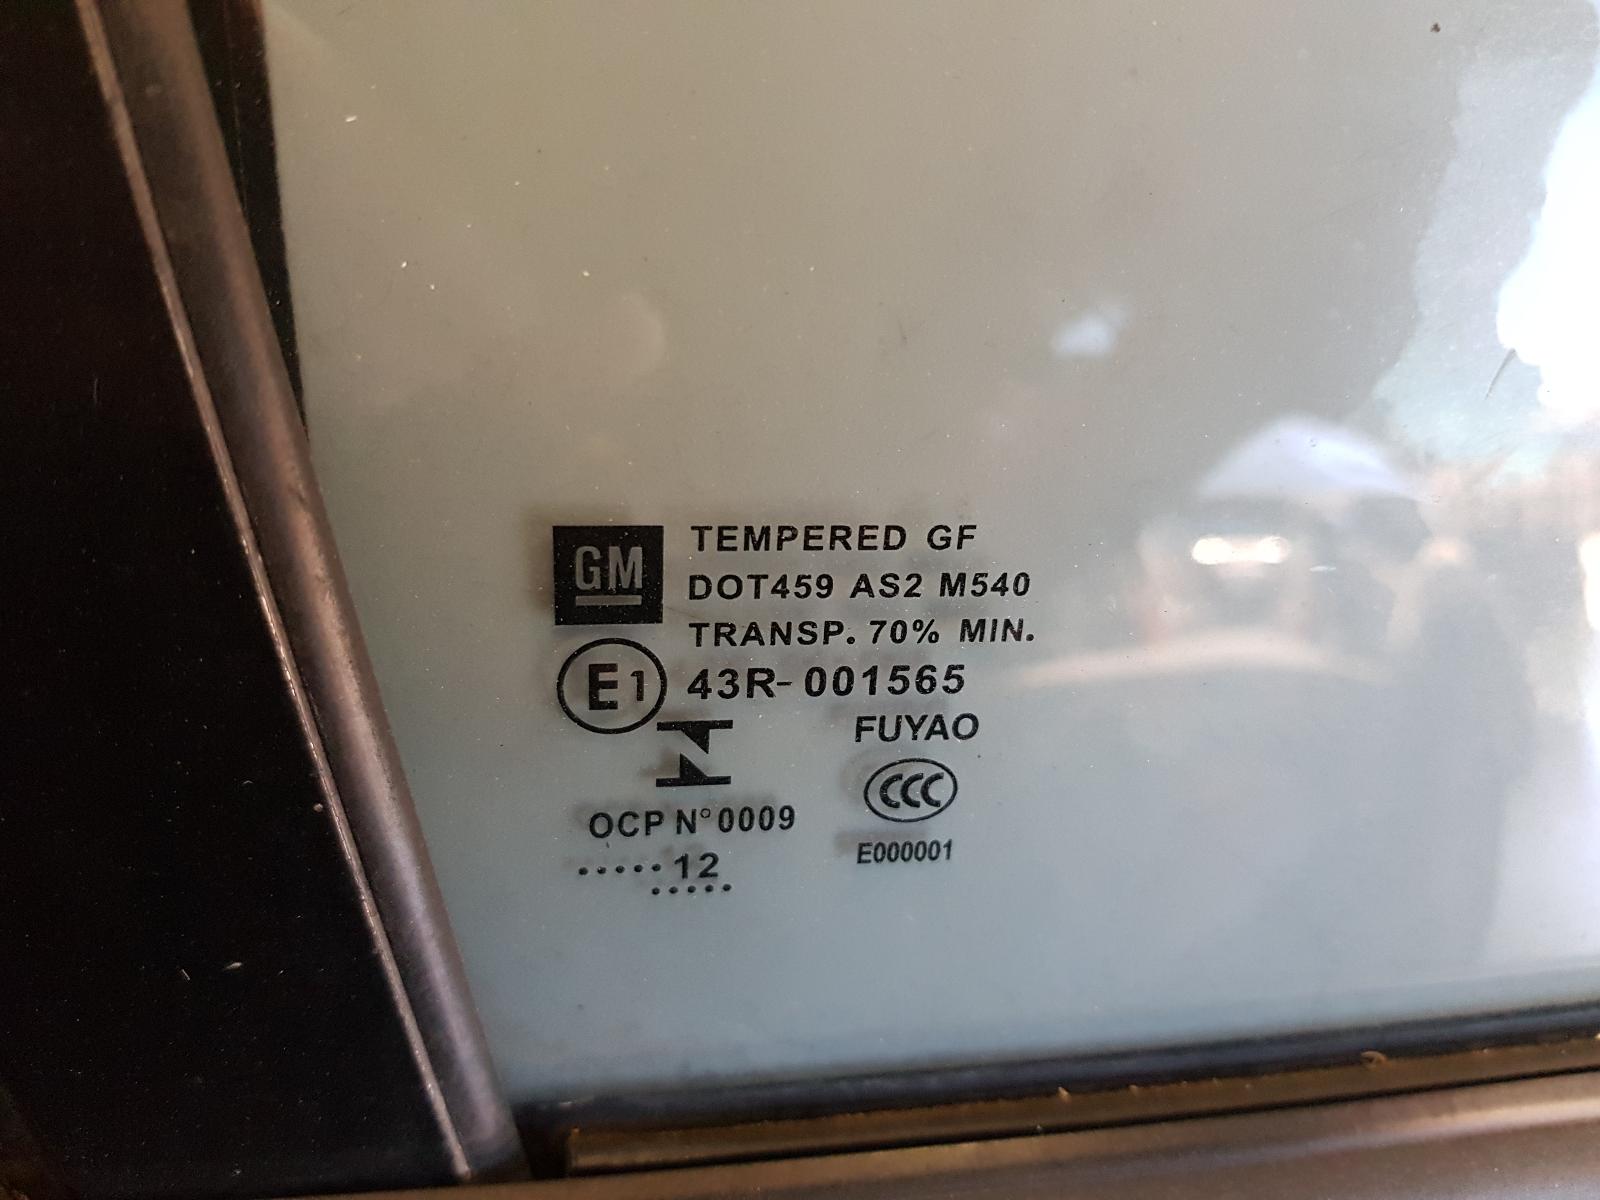 GM
TEMPERED GF
DOT459 AS2 M540
TRANSP. 70% MIN.
E1 43R-001565
FUYAO
CCC
OCP N°0009
E000001
.....12
.....